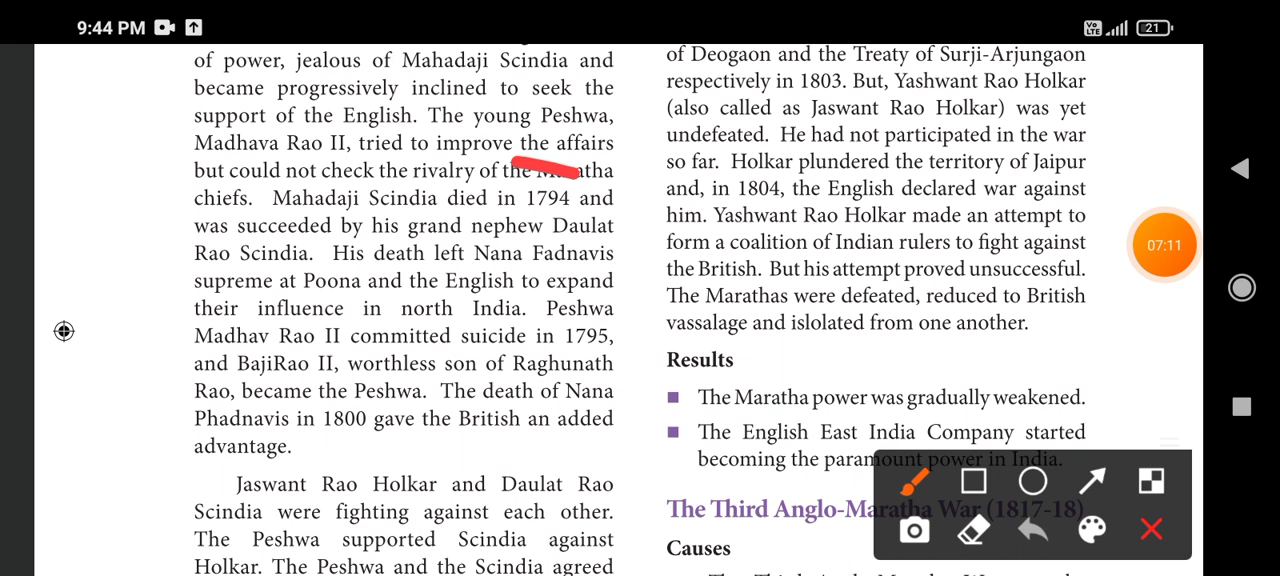 9:44 PM
Vo LTE
21
of power, jealous of Mahadaji Scindia and
became progressively inclined to seek the
support of the English. The young Peshwa,
Madhava Rao II, tried to improve the affairs
but could not check the rivalry of the Maratha
chiefs. Mahadaji Scindia died in 1794 and
was succeeded by his grand nephew Daulat
Rao Scindia. His death left Nana Fadnavis
supreme at Poona and the English to expand
their influence in north India. Peshwa
Madhav Rao II committed suicide in 1795,
and BajiRao II, worthless son of Raghunath
Rao, became the Peshwa. The death of Nana
Phadnavis in 1800 gave the British an added
advantage.
Jaswant Rao Holkar and Daulat Rao
Scindia were fighting against each other.
The Peshwa supported Scindia against
Holkar. The Peshwa and the Scindia agreed
of Deogaon and the Treaty of Surji-Arjungaon
respectively in 1803. But, Yashwant Rao Holkar
(also called as Jaswant Rao Holkar) was yet
undefeated. He had not participated in the war
so far. Holkar plundered the territory of Jaipur
and, in 1804, the English declared war against
him. Yashwant Rao Holkar made an attempt to
form a coalition of Indian rulers to fight against
the British. But his attempt proved unsuccessful.
The Marathas were defeated, reduced to British
vassalage and islolated from one another.
Results
The Maratha power was gradually weakened.
The English East India Company started
becoming the paramount power in India.
The Third Anglo-Maratha War (1817-18)
Causes
07:11